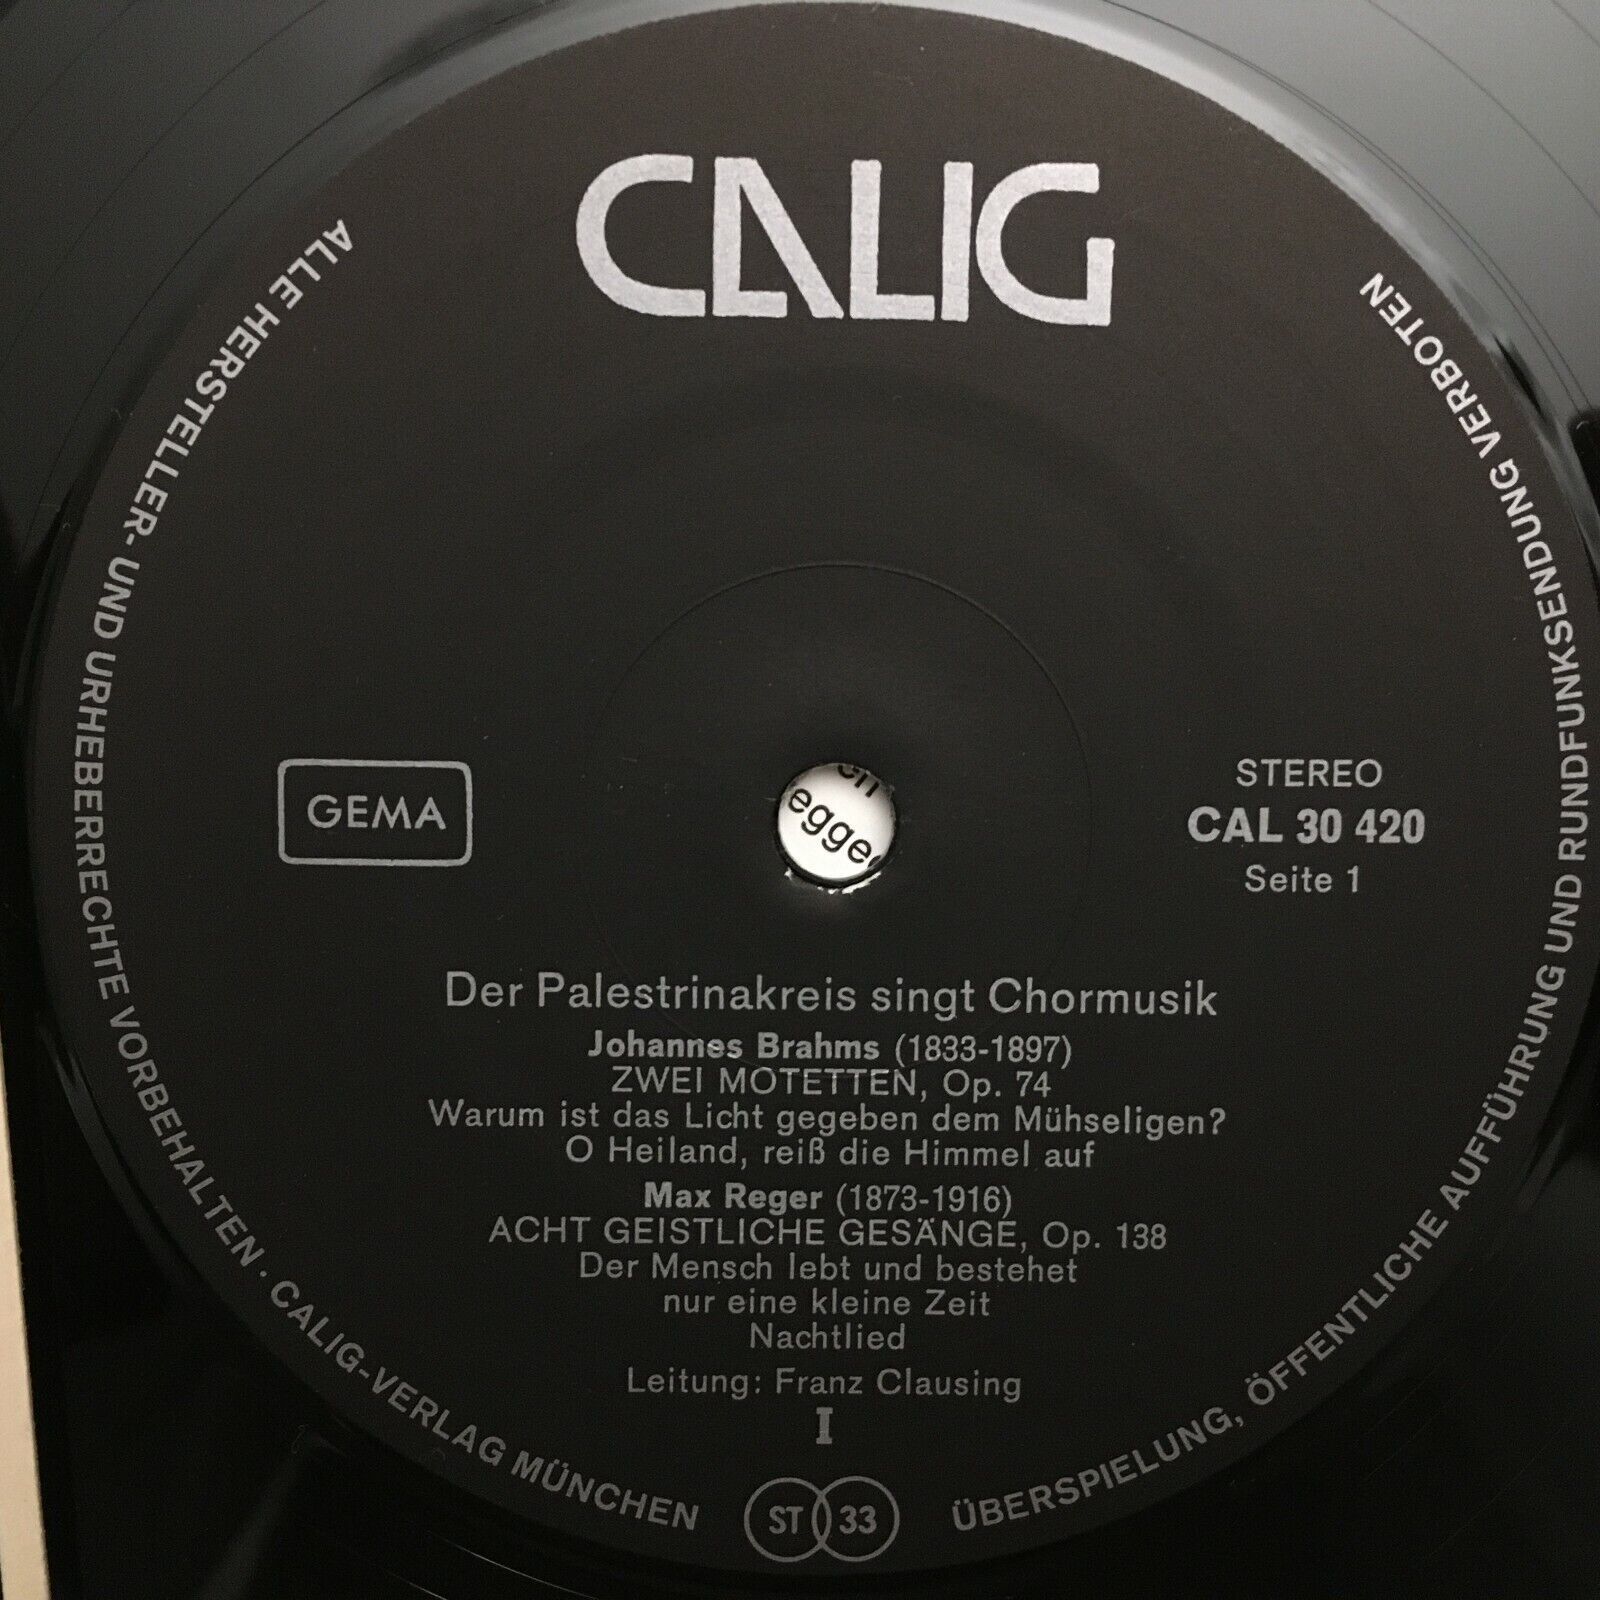 CALIG
ALLE HERSTELLER- UND URHEBERRECHTE VORBEHALTEN · CALIG-VERLAG MÜNCHEN
ÜBERSPIELUNG, ÖFFENTLICHE AUFFÜHRUNG UND RUNDFUNKSENDUNG VERBOTEN
GEMA
egge
STEREO
CAL 30 420
Seite 1
Der Palestrinakreis singt Chormusik
Johannes Brahms (1833-1897)
ZWEI MOTETTEN, Op. 74
Warum ist das Licht gegeben dem Mühseligen?
O Heiland, reiß die Himmel auf
Max Reger (1873-1916)
ACHT GEISTLICHE GESÄNGE, Op. 138
Der Mensch lebt und bestehet
nur eine kleine Zeit
Nachtlied
Leitung: Franz Clausing
I
ST 33